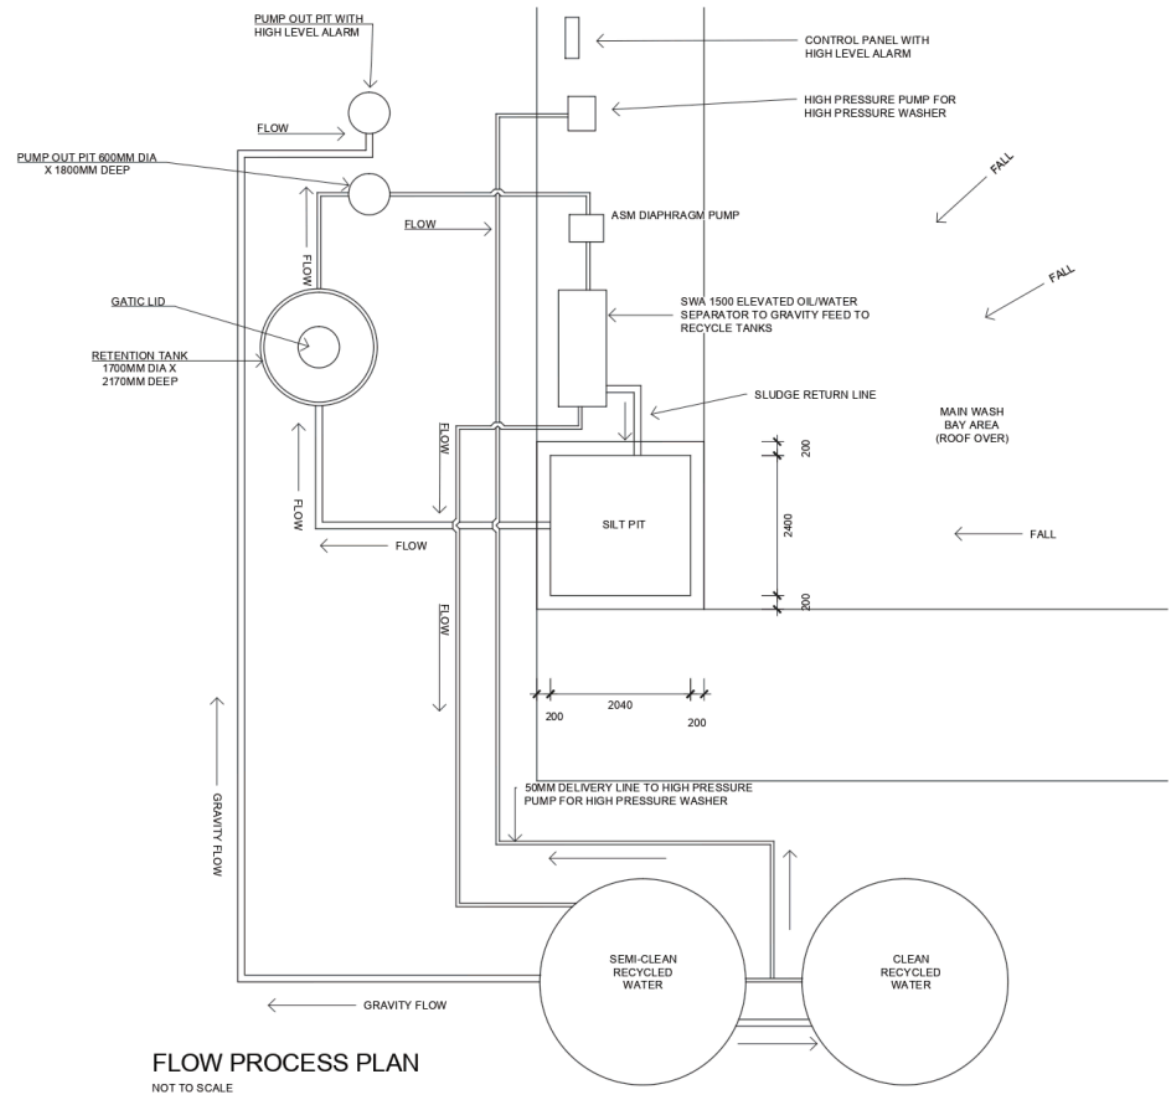 PUMP OUT PIT WITH
HIGH LEVEL ALARM
CONTROL PANEL WITH
HIGH LEVEL ALARM
HIGH PRESSURE PUMP FOR
HIGH PRESSURE WASHER
FLOW
PUMP OUT PIT 600MM DIA
X 1800MM DEEP
FALL
FLOW
ASM DIAPHRAGM PUMP
FLOW
FALL
GATIC LID
SWA 1500 ELEVATED OIL/WATER
SEPARATOR TO GRAVITY FEED TO
RECYCLE TANKS
RETENTION TANK
1700MM DIA X
2170MM DEEP
SLUDGE RETURN LINE
MAIN WASH
BAY AREA
(ROOF OVER)
FLOW
200
FLOW
SILT PIT
2400
FALL
FLOW
200
FLOW
200
2040
200
50MM DELIVERY LINE TO HIGH PRESSURE
PUMP FOR HIGH PRESSURE WASHER
GRAVITY FLOW
SEMI-CLEAN
RECYCLED
WATER
CLEAN
RECYCLED
WATER
GRAVITY FLOW
FLOW PROCESS PLAN
NOT TO SCALE